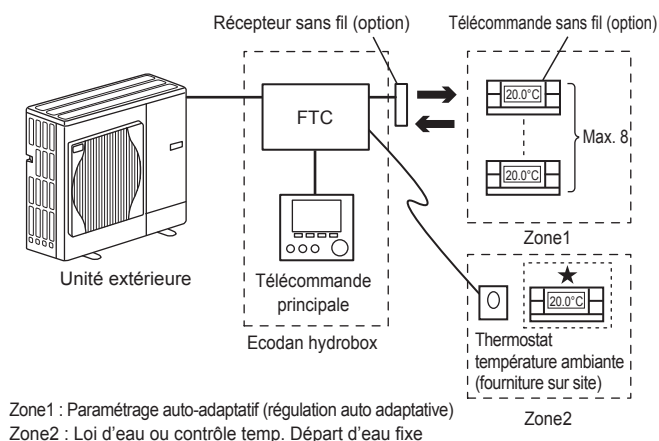 Récepteur sans fil (option)
Télécommande sans fil (option)
FTC
20.0°C
Max. 8
20.0°C
Zone1
Unité extérieure
Télécommande
principale
Ecodan hydrobox
★
20.0°C
Thermostat
température ambiante
(fourniture sur site)
Zone2
Zone1 : Paramétrage auto-adaptatif (régulation auto adaptative)
Zone2 : Loi d'eau ou contrôle temp. Départ d'eau fixe